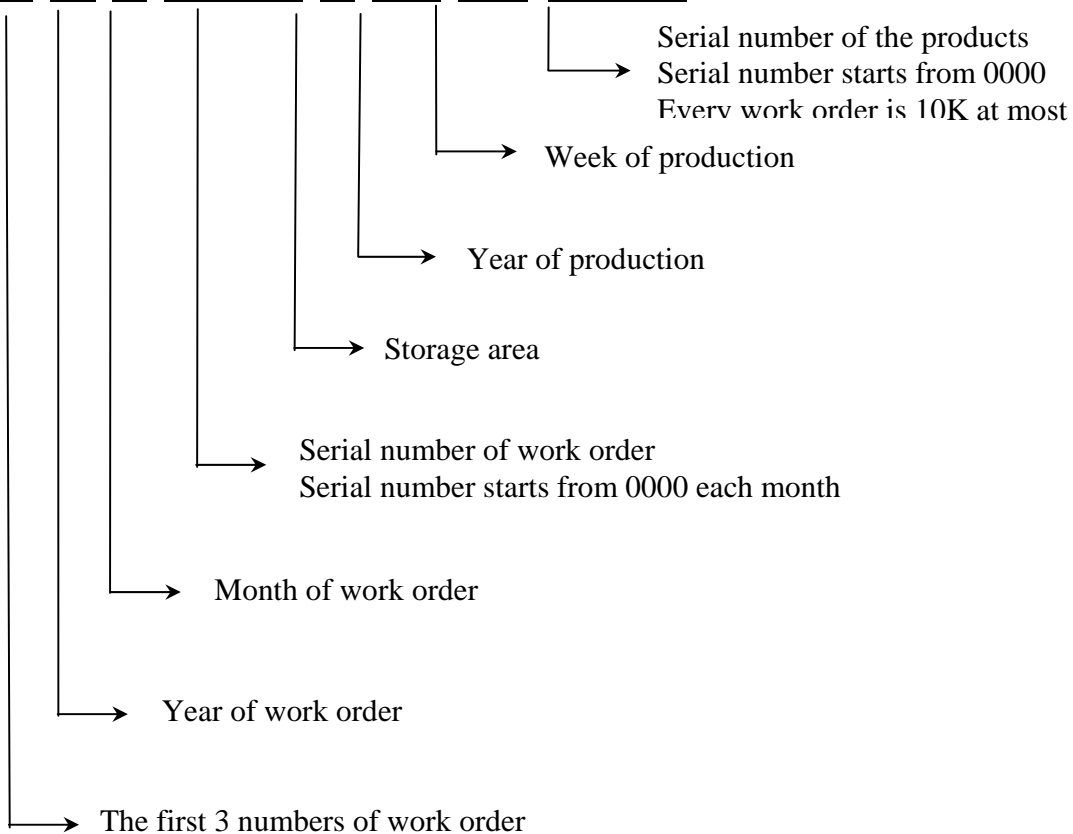 Serial number of the products
Serial number starts from 0000
Every work order is 10K at most
Week of production
Year of production
Storage area
Serial number of work order
Serial number starts from 0000 each month
Month of work order
Year of work order
The first 3 numbers of work order